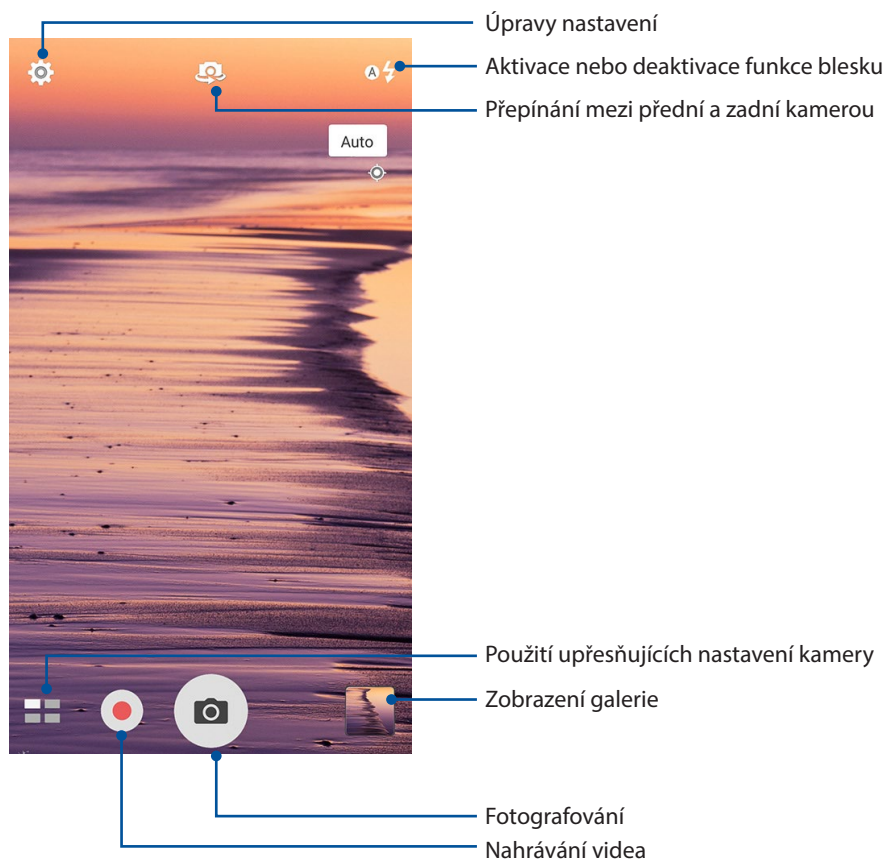 Úpravy nastavení
Aktivace nebo deaktivace funkce blesku
A
Přepínání mezi přední a zadní kamerou
Auto
Použití upřesňujících nastavení kamery
Zobrazení galerie
Fotografování
Nahrávání videa